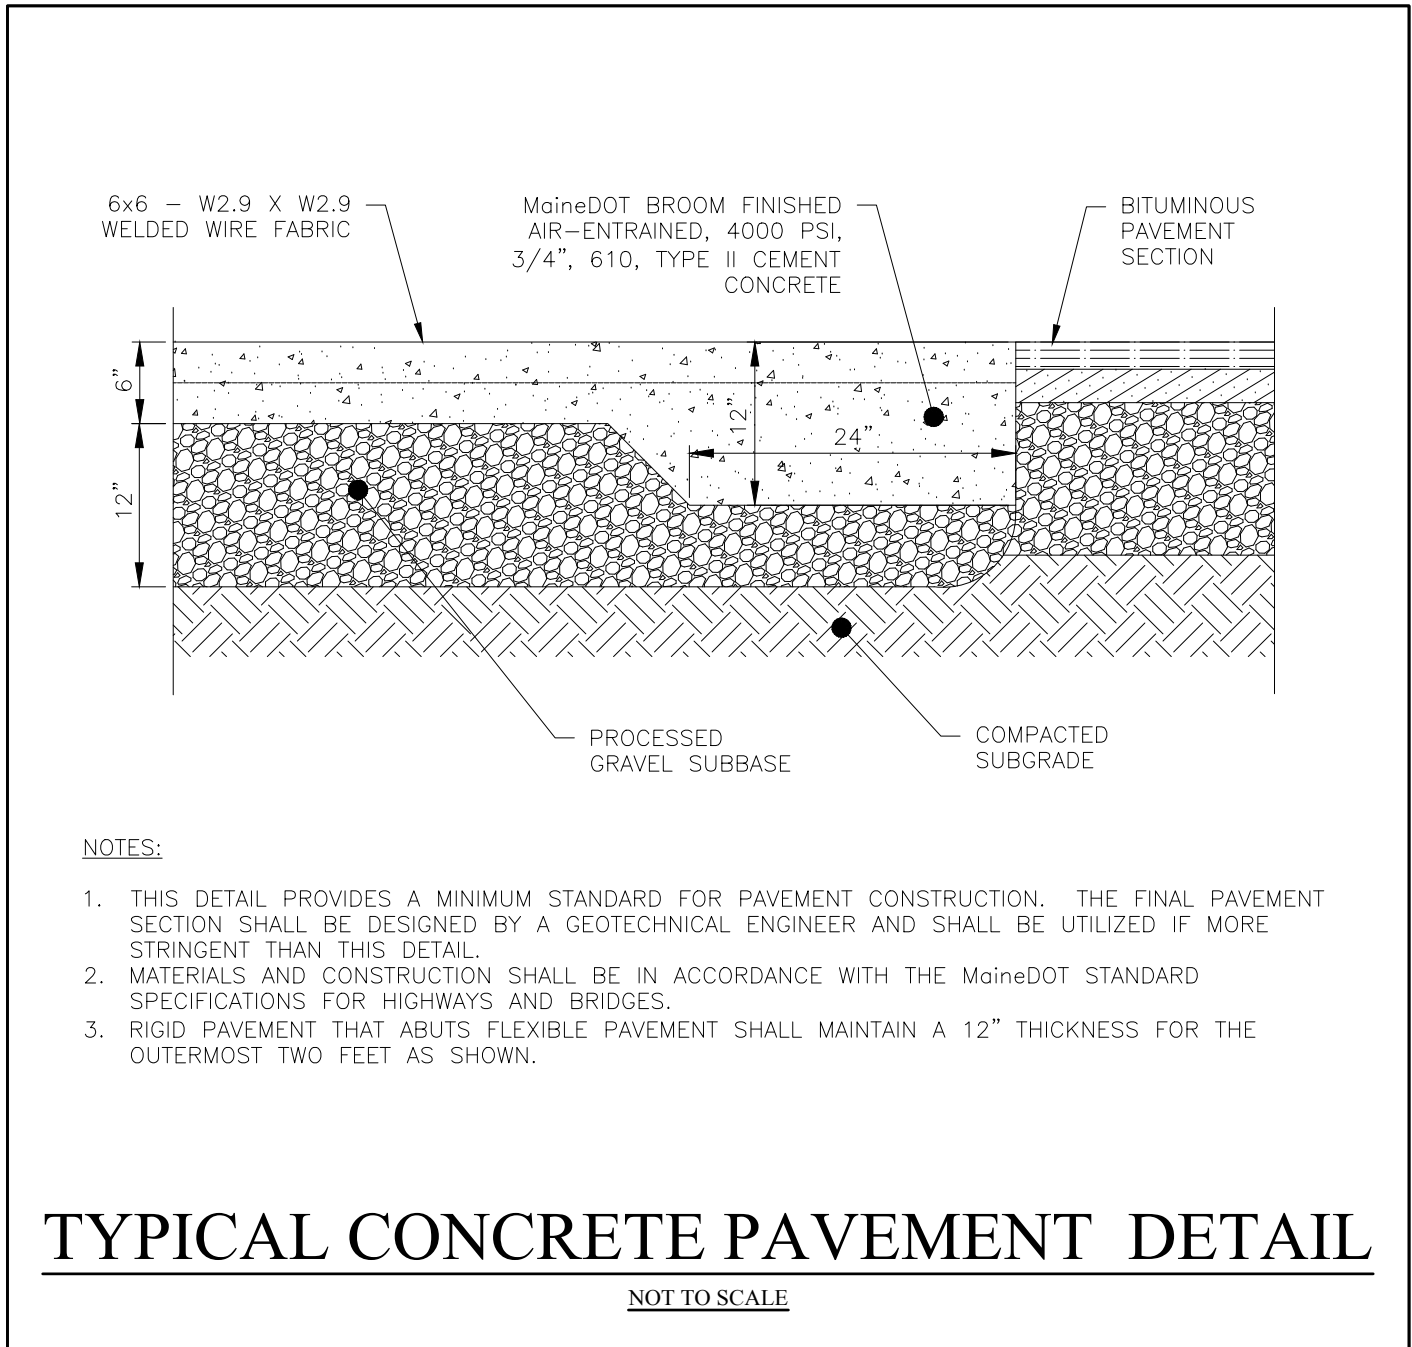 6x6 – W2.9 X W2.9
WELDED WIRE FABRIC
MaineDOT BROOM FINISHED
AIR–ENTRAINED, 4000 PSI,
3/4", 610, TYPE II CEMENT
CONCRETE
BITUMINOUS
PAVEMENT
SECTION
6"
12"
12"
24"
PROCESSED
GRAVEL SUBBASE
COMPACTED
SUBGRADE
NOTES:
1. THIS DETAIL PROVIDES A MINIMUM STANDARD FOR PAVEMENT CONSTRUCTION. THE FINAL PAVEMENT
SECTION SHALL BE DESIGNED BY A GEOTECHNICAL ENGINEER AND SHALL BE UTILIZED IF MORE
STRINGENT THAN THIS DETAIL.
2. MATERIALS AND CONSTRUCTION SHALL BE IN ACCORDANCE WITH THE MaineDOT STANDARD
SPECIFICATIONS FOR HIGHWAYS AND BRIDGES.
3. RIGID PAVEMENT THAT ABUTS FLEXIBLE PAVEMENT SHALL MAINTAIN A 12" THICKNESS FOR THE
OUTERMOST TWO FEET AS SHOWN.
TYPICAL CONCRETE PAVEMENT DETAIL
NOT TO SCALE